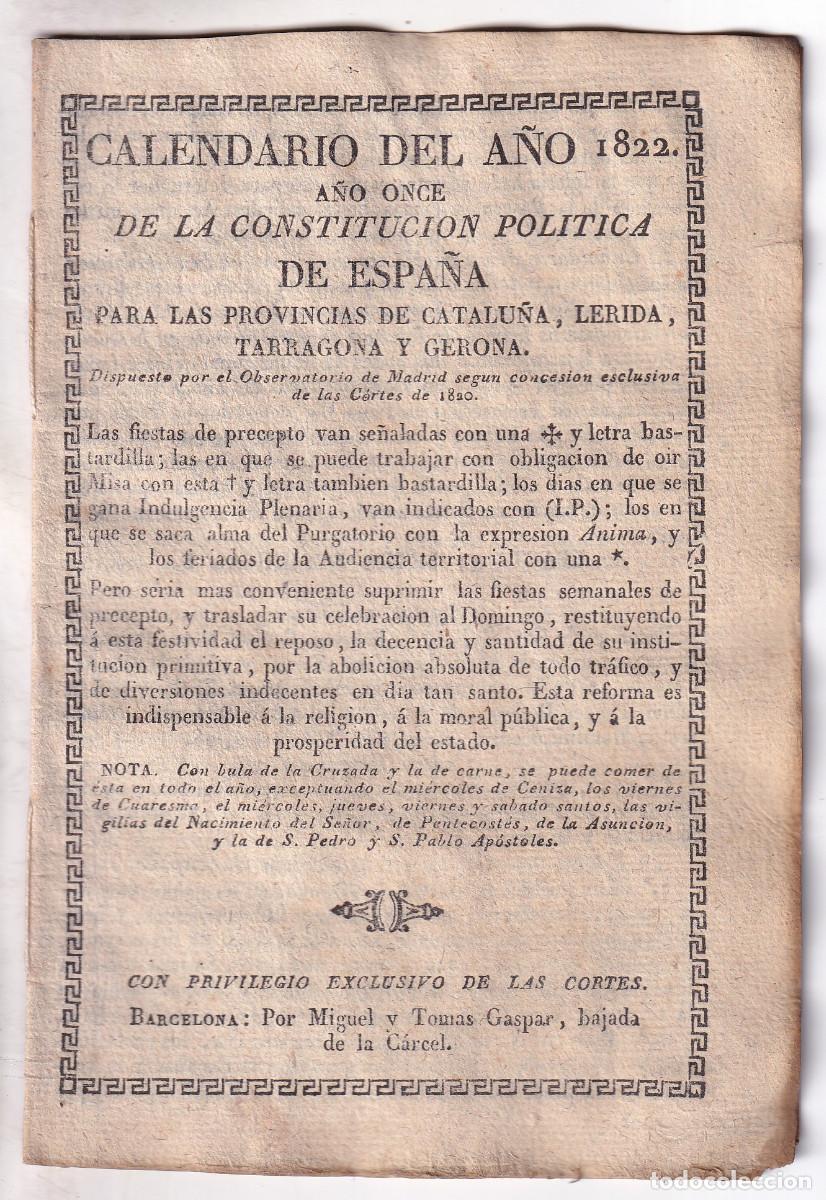 CALENDARIO DEL AÑO 1822.
AÑO ONCE
DE LA CONSTITUCION POLITICA
DE ESPAÑA
PARA LAS PROVINCIAS DE CATALUÑA, LERIDA,
TARRAGONA Y GERONA.
Dispuesto por el Observatorio de Madrid segun concesion esclusiva
de las Córtes de 1820.
Las fiestas de precepto van señaladas con una ✠ y letra bas-
tardilla; las en que se puede trabajar con obligacion de oir
Misa con esta † y letra tambien bastardilla; los dias en que se
gana Indulgencia Plenaria, van indicados con (I.P.); los en
que se saca alma del Purgatorio con la expresion Ánima, y
los feriados de la Audiencia territorial con una *.
Pero seria mas conveniente suprimir las fiestas semanales de
precepto, y trasladar su celebracion al Domingo, restituyendo
á esta festividad el reposo, la decencia y santidad de su insti-
tucion primitiva, por la abolicion absoluta de todo tráfico, y
de diversiones indecentes en dia tan santo. Esta reforma es
indispensable á la religion, á la moral pública, y á la
prosperidad del estado.
NOTA. Con bula de la Cruzada y la de carne, se puede comer de
esta en todo el año, exceptuando el miércoles de Ceniza, los viernes
de Cuaresma, el miércoles, jueves, viernes y sabado santos, las vi-
gilias del Nacimiento del Señor, de Pentecostés, de la Asuncion,
y la de S. Pedro y S. Pablo Apóstoles.
CON PRIVILEGIO EXCLUSIVO DE LAS CORTES.
BARCELONA: Por Miguel y Tomas Gaspar, bajada
de la Cárcel.
todocoleccion